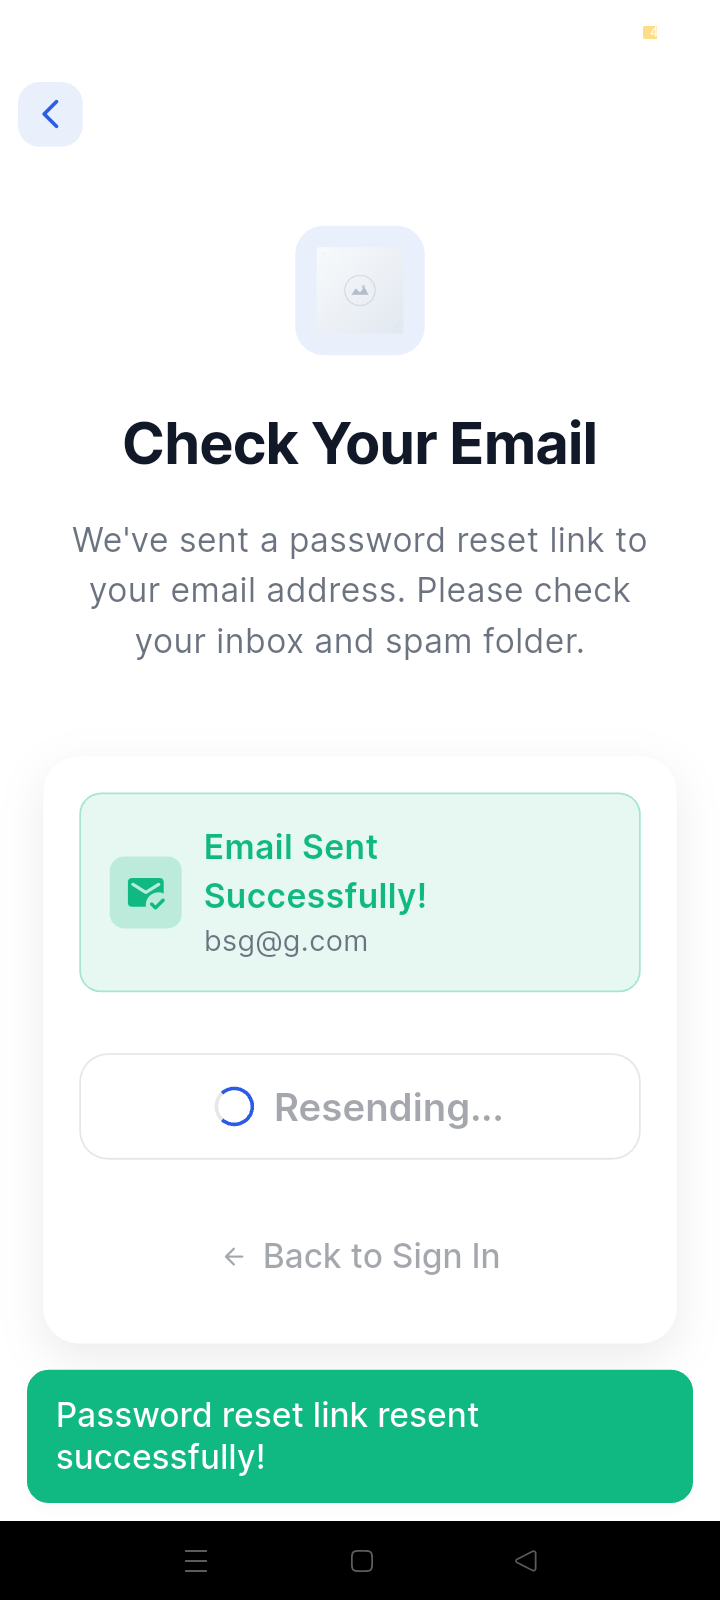 Check Your Email
We've sent a password reset link to
your email address. Please check
your inbox and spam folder.
Email Sent
Successfully!
bsg@g.com
Resending...
Back to Sign In
Password reset link resent
successfully!